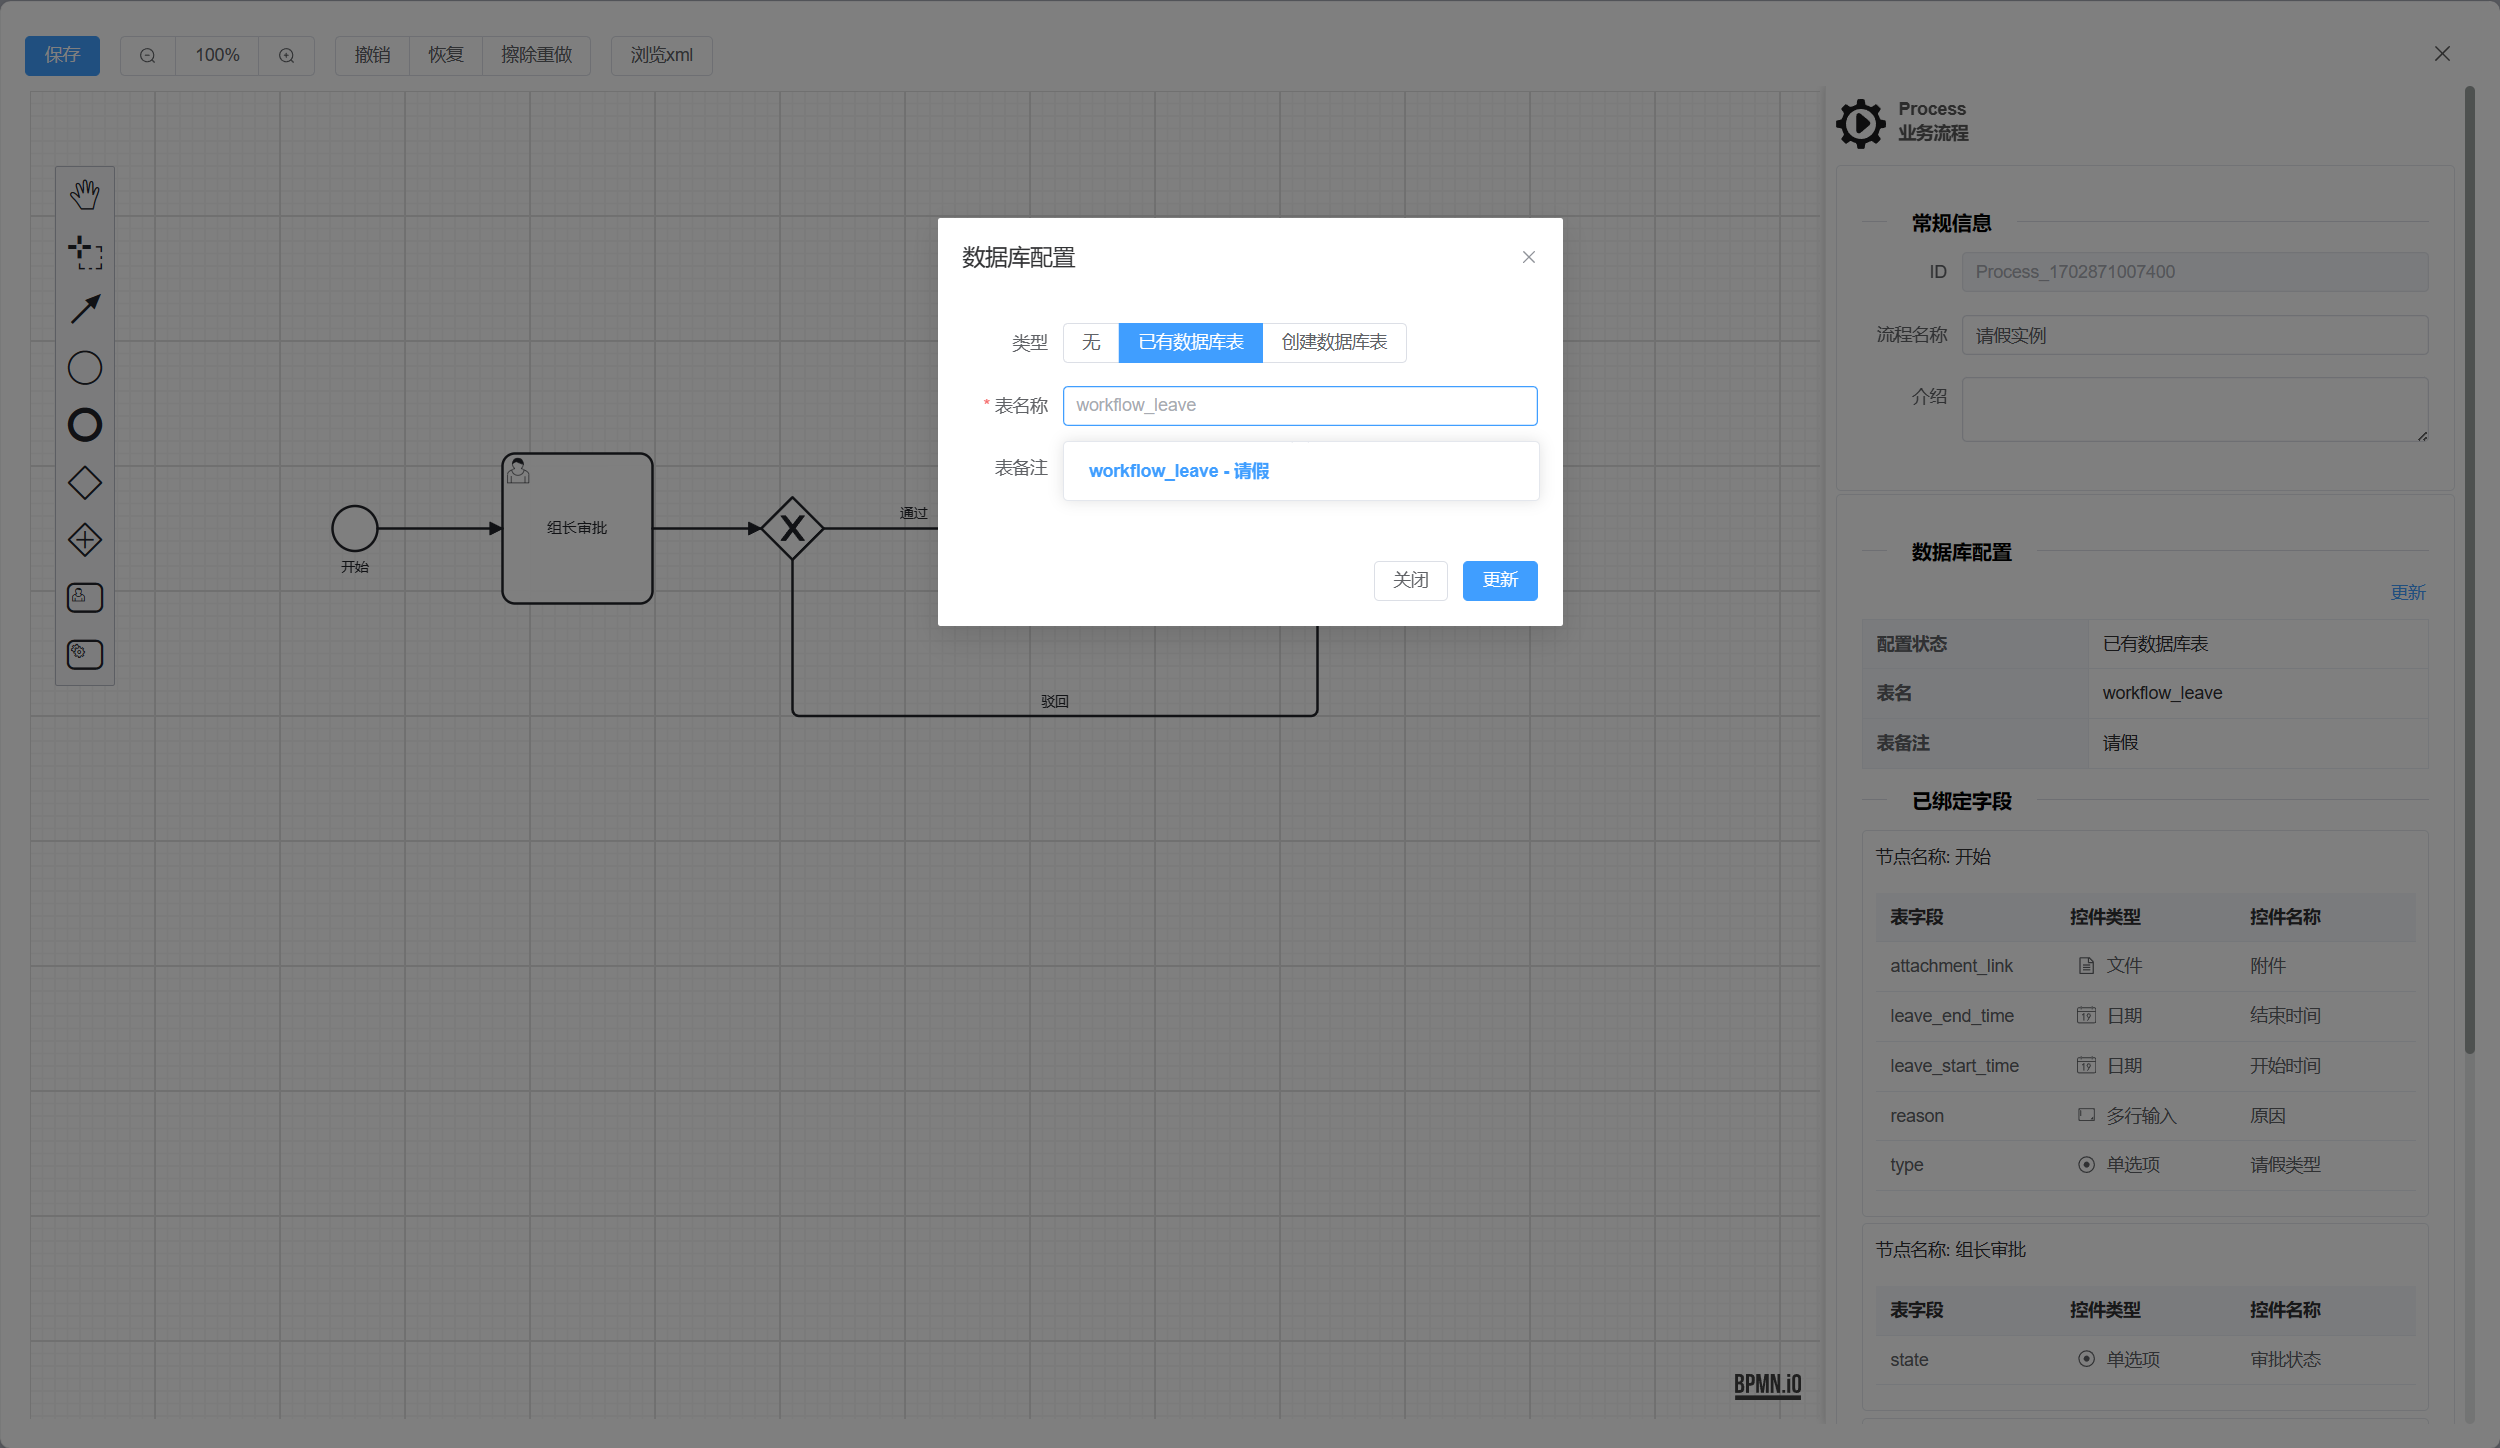 保存
100%
撤销 恢复 擦除重做
浏览xml
开始
组长审批
通过
驳回
BPMN.iO
数据库配置
类型 无 已有数据库表 创建数据库表
* 表名称 workflow_leave
表备注
workflow_leave - 请假
关闭 更新
Process
业务流程
常规信息
ID Process_1702871007400
流程名称 请假实例
介绍
数据库配置
更新
配置状态 已有数据库表
表名 workflow_leave
表备注 请假
已绑定字段
节点名称: 开始
表字段 控件类型 控件名称
attachment_link 文件 附件
leave_end_time 19 日期 结束时间
leave_start_time 19 日期 开始时间
reason 多行输入 原因
type 单选项 请假类型
节点名称: 组长审批
表字段 控件类型 控件名称
state 单选项 审批状态